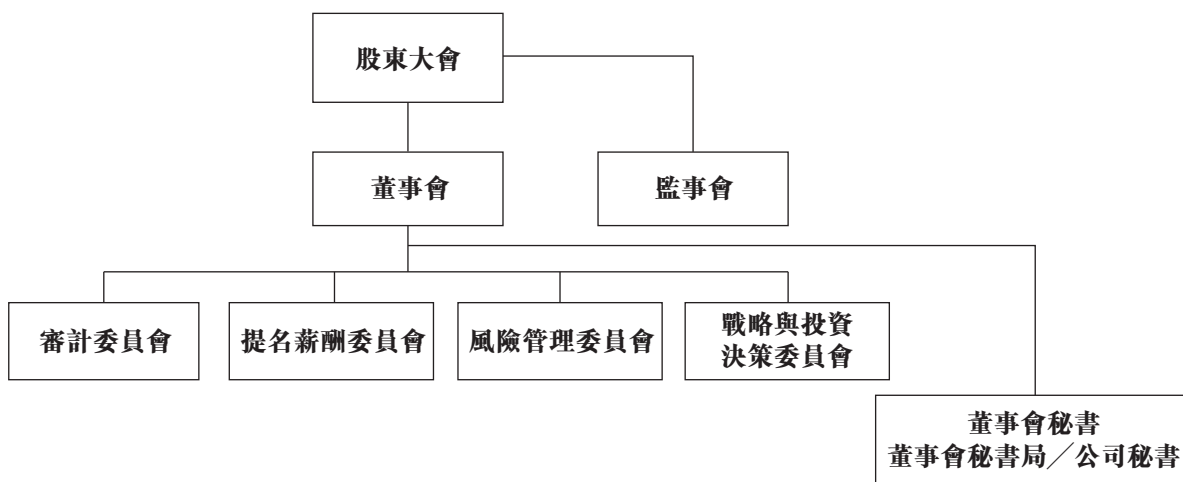 股東大會
董事會
監事會
審計委員會
提名薪酬委員會
風險管理委員會
戰略與投資
決策委員會
董事會秘書
董事會秘書局╱公司秘書